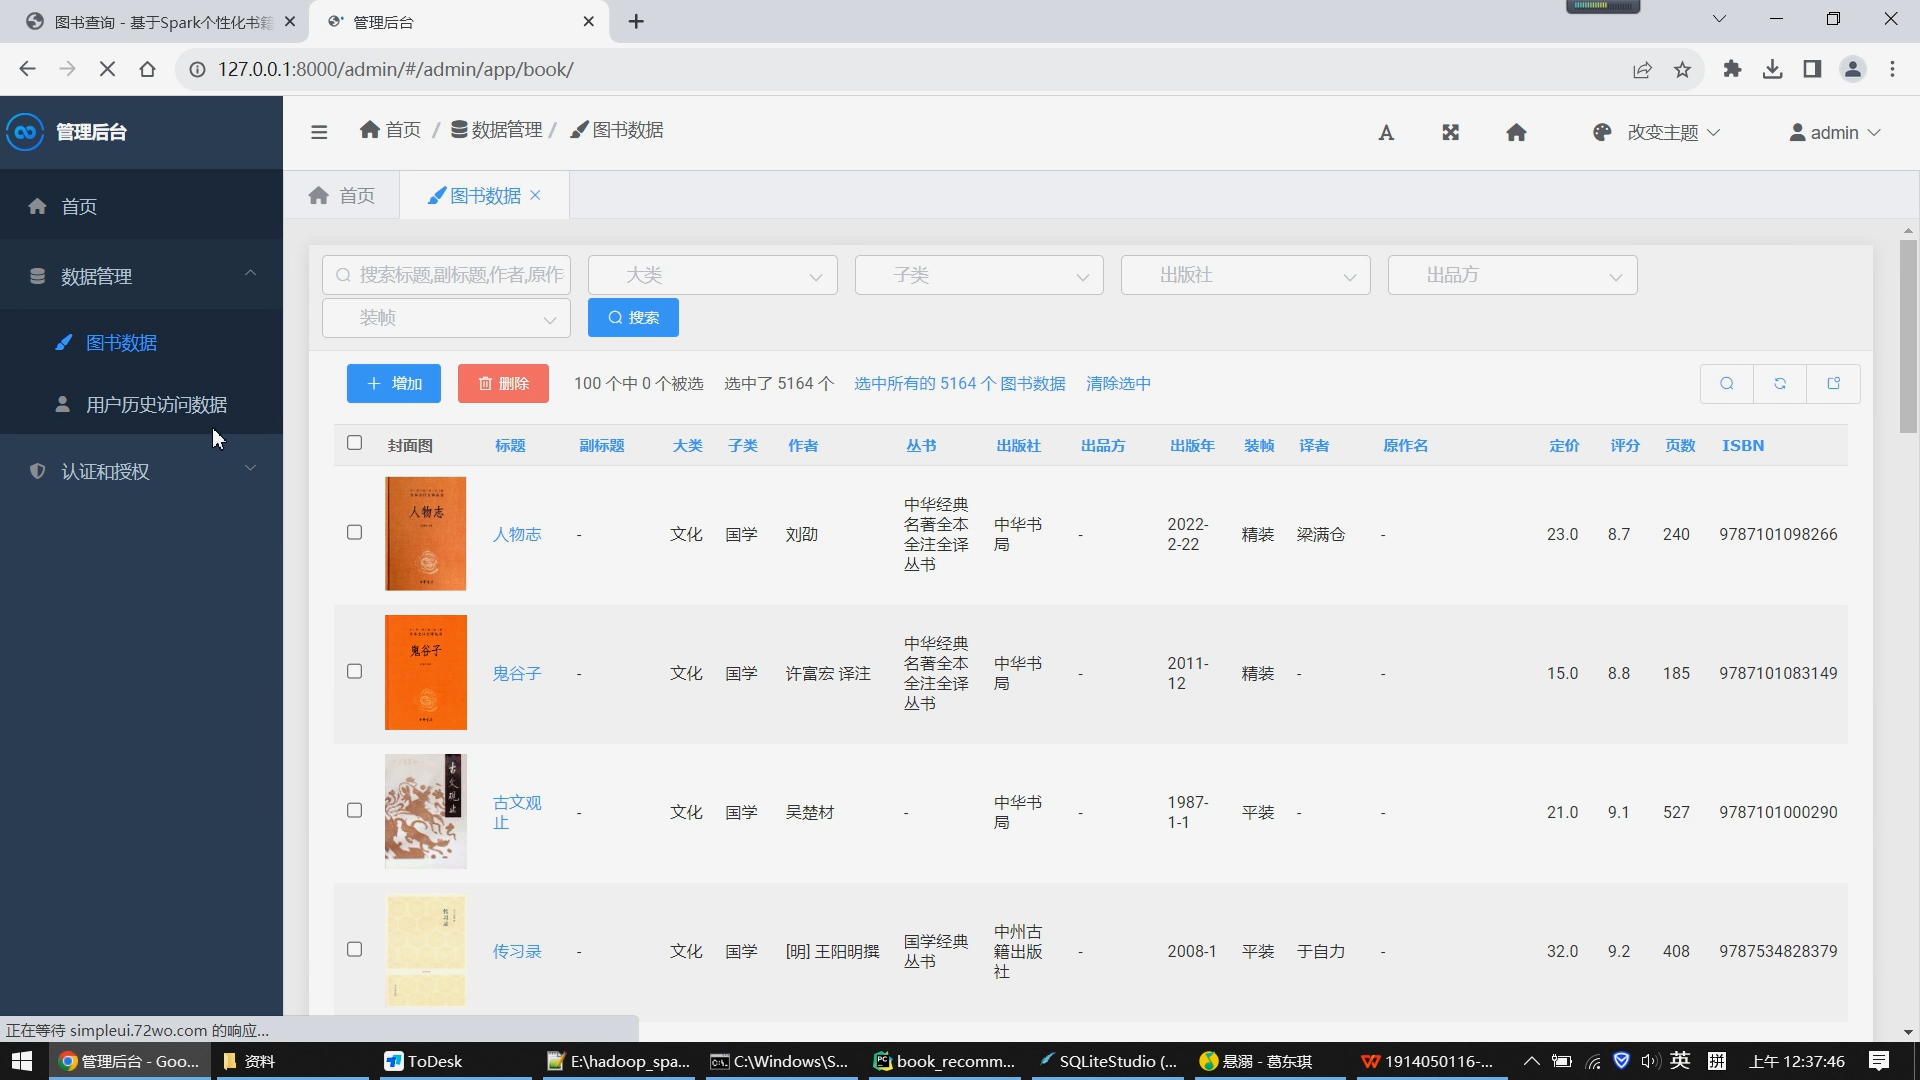 图书查询 - 基于Spark个性化书籍
管理后台
127.0.0.1:8000/admin/#/admin/app/book/
管理后台
首页 / 数据管理 / 图书数据
A
改变主题
admin
首页
数据管理
图书数据
用户历史访问数据
认证和授权
首页
图书数据
搜索标题,副标题,作者,原作
大类
子类
出版社
出品方
装帧
搜索
增加
删除
100 个中 0 个被选
选中了 5164 个
选中所有的 5164 个 图书数据
清除选中
封面图 标题 副标题 大类 子类 作者 丛书 出版社 出品方 出版年 装帧 译者 原作名 定价 评分 页数 ISBN
人物志
人物志 - 文化 国学 刘劭
中华经典
名著全本
全注全译
丛书
中华书
局
-
2022-
2-22
精装 梁满仓 - 23.0 8.7 240 9787101098266
鬼谷子
鬼谷子 - 文化 国学 许富宏 译注
中华经典
名著全本
全注全译
丛书
中华书
局
-
2011-
12
精装 - - 15.0 8.8 185 9787101083149
古文观止
古文观
止
- 文化 国学 吴楚材 -
中华书
局
-
1987-
1-1
平装 - - 21.0 9.1 527 9787101000290
传习录
传习录 - 文化 国学 [明] 王阳明撰
国学经典
丛书
中州古
籍出版
社
- 2008-1 平装 于自力 - 32.0 9.2 408 9787534828379
正在等待 simpleui.72wo.com 的响应...
管理后台 - Goo...
资料
ToDesk
E:\hadoop_spa...
C:\Windows\S...
book_recomm...
SQLiteStudio (...
悬溺 - 葛东琪
1914050116-...
英
拼
上午 12:37:46